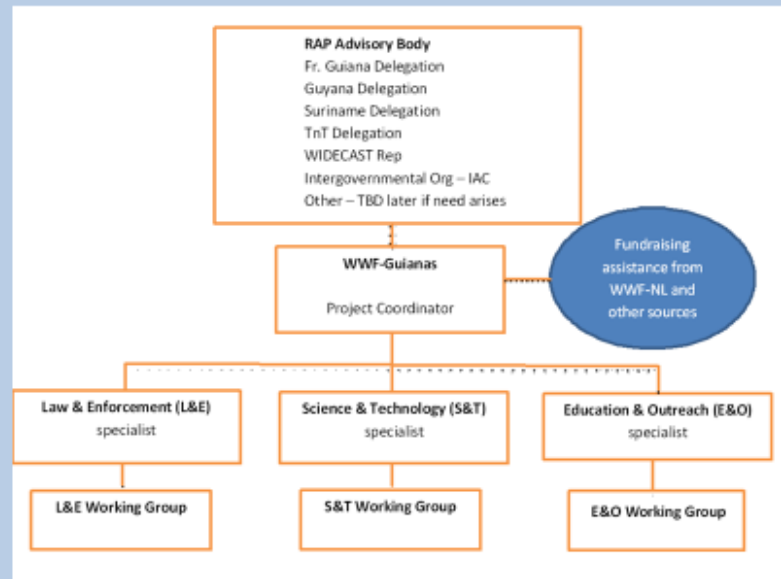 RAP Advisory Body
Fr. Guiana Delegation
Guyana Delegation
Suriname Delegation
TnT Delegation
WIDECAST Rep
Intergovernmental Org – IAC
Other – TBD later if need arises
WWF-Guianas
Project Coordinator
Fundraising
assistance from
WWF-NL and
other sources
Law & Enforcement (L&E)
specialist
Science & Technology (S&T)
specialist
Education & Outreach (E&O)
specialist
L&E Working Group
S&T Working Group
E&O Working Group